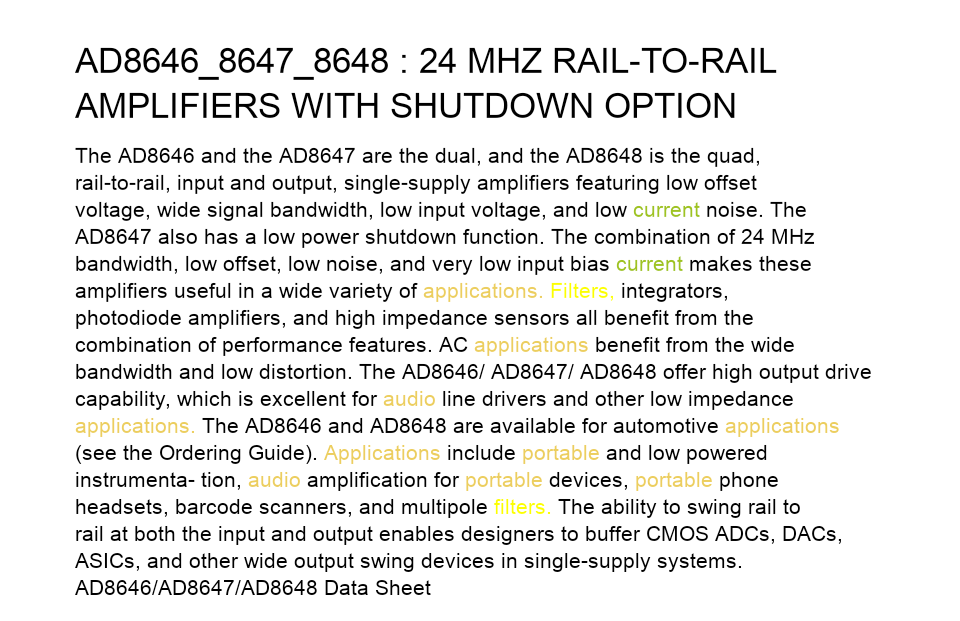 AD8646_8647_8648 : 24 MHZ RAIL-TO-RAIL
AMPLIFIERS WITH SHUTDOWN OPTION
The AD8646 and the AD8647 are the dual, and the AD8648 is the quad,
rail-to-rail, input and output, single-supply amplifiers featuring low offset
voltage, wide signal bandwidth, low input voltage, and low current noise. The
AD8647 also has a low power shutdown function. The combination of 24 MHz
bandwidth, low offset, low noise, and very low input bias current makes these
amplifiers useful in a wide variety of applications. Filters, integrators,
photodiode amplifiers, and high impedance sensors all benefit from the
combination of performance features. AC applications benefit from the wide
bandwidth and low distortion. The AD8646/ AD8647/ AD8648 offer high output drive
capability, which is excellent for audio line drivers and other low impedance
applications. The AD8646 and AD8648 are available for automotive applications
(see the Ordering Guide). Applications include portable and low powered
instrumenta- tion, audio amplification for portable devices, portable phone
headsets, barcode scanners, and multipole filters. The ability to swing rail to
rail at both the input and output enables designers to buffer CMOS ADCs, DACs,
ASICs, and other wide output swing devices in single-supply systems.
AD8646/AD8647/AD8648 Data Sheet